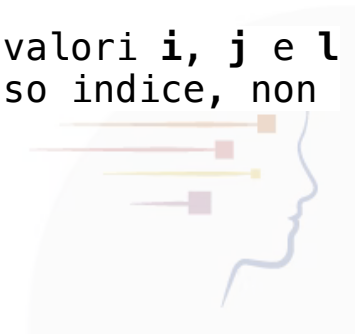 valori i, j e l
so indice, non